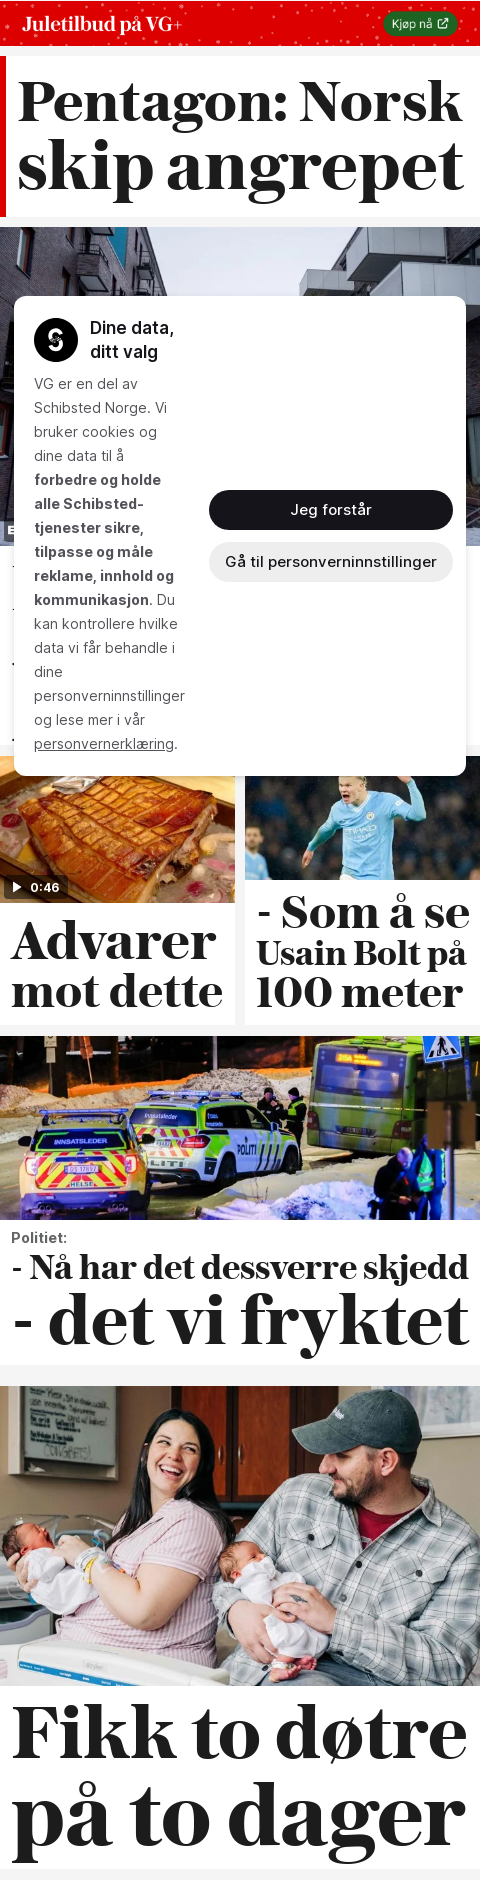 Juletilbud på VG+
Kjøp nå
Pentagon: Norsk
skip angrepet
Dine data,
ditt valg
VG er en del av
Schibsted Norge. Vi
bruker cookies og
dine data til å
forbedre og holde
alle Schibsted-
tjenester sikre,
tilpasse og måle
reklame, innhold og
kommunikasjon. Du
kan kontrollere hvilke
data vi får behandle i
dine
personverninnstillinger
og lese mer i vår
personvernerklæring.
Jeg forstår
Gå til personverninnstillinger
0:46
Advarer
mot dette
- Som å se
Usain Bolt på
100 meter
INNSATSLEDER
Innsatsleder
POLITI
HELSE
Politiet:
- Nå har det dessverre skjedd
- det vi fryktet
Fikk to døtre
på to dager